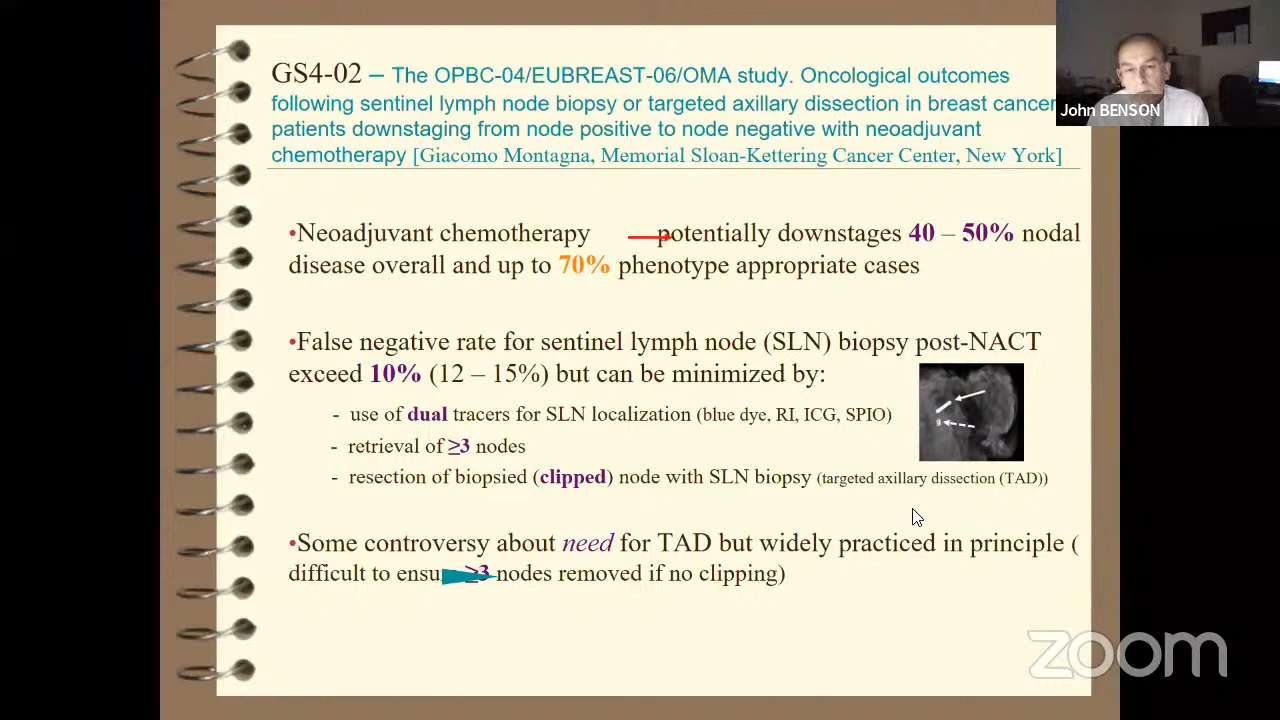 GS4-02 – The OPBC-04/EUBREAST-06/OMA study. Oncological outcomes
following sentinel lymph node biopsy or targeted axillary dissection in breast cancer
patients downstaging from node positive to node negative with neoadjuvant
chemotherapy [Giacomo Montagna, Memorial Sloan-Kettering Cancer Center, New York]
John BENSON
•Neoadjuvant chemotherapy potentially downstages 40 – 50% nodal
disease overall and up to 70% phenotype appropriate cases
•False negative rate for sentinel lymph node (SLN) biopsy post-NACT
exceed 10% (12 – 15%) but can be minimized by:
- use of dual tracers for SLN localization (blue dye, RI, ICG, SPIO)
- retrieval of ≥3 nodes
- resection of biopsied (clipped) node with SLN biopsy (targeted axillary dissection (TAD))
•Some controversy about need for TAD but widely practiced in principle (
difficult to ≥3 nodes removed if no clipping)
zoom